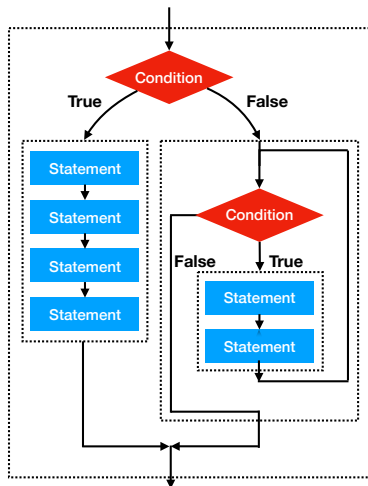 Condition
True
False
Statement
Statement
Statement
Statement
Condition
False
True
Statement
Statement